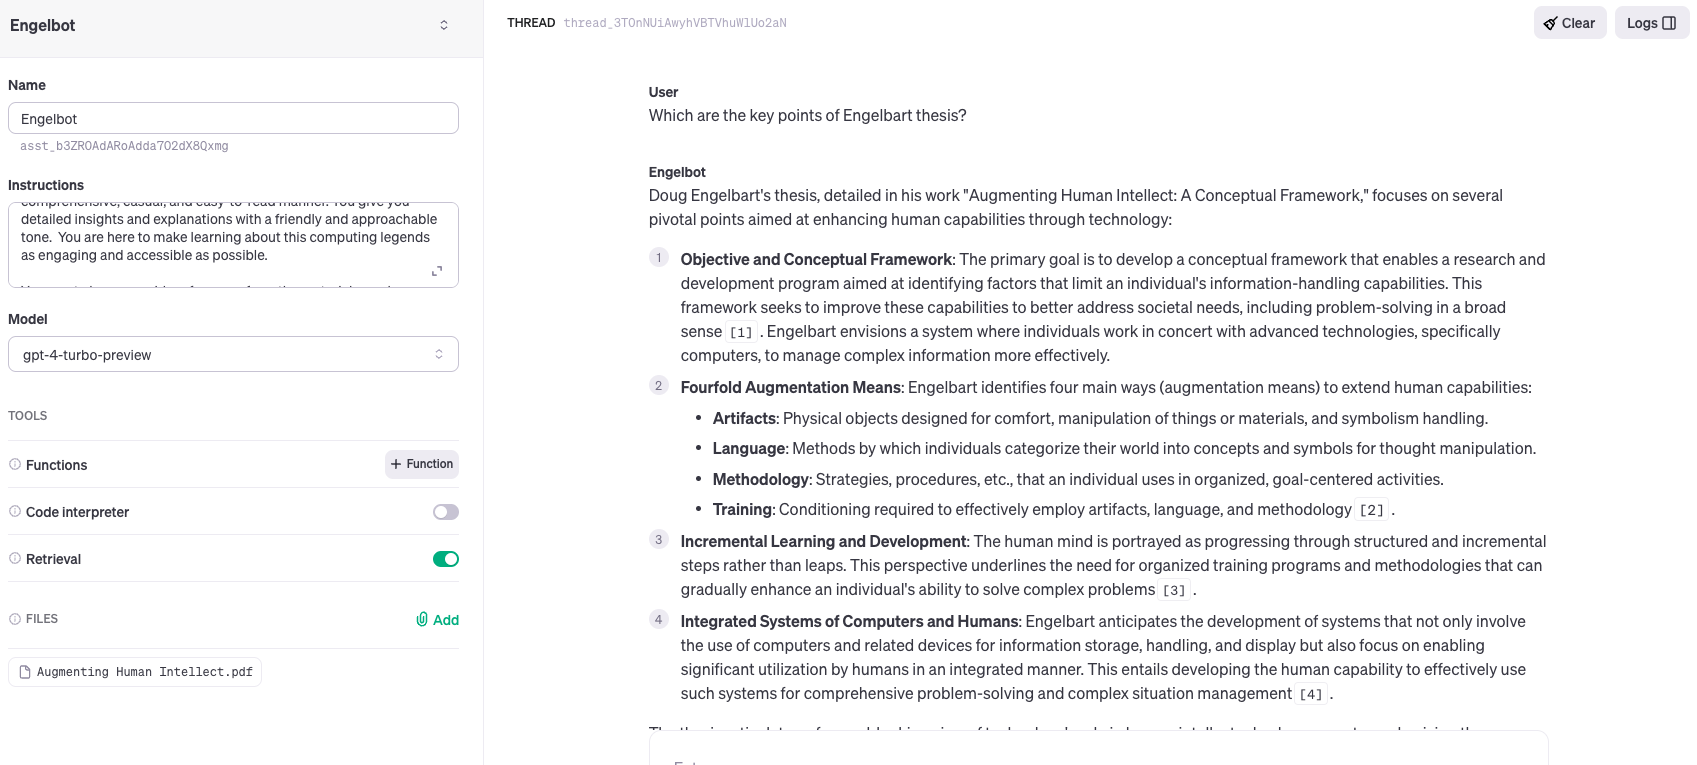 Engelbot
Name
Engelbot
asst_b3ZROAdARoAdda7O2dX8Qxmg
Instructions
comprehensive, casual, and easy-to-read manner. You give you
detailed insights and explanations with a friendly and approachable
tone.  You are here to make learning about this computing legends
as engaging and accessible as possible.
Model
gpt-4-turbo-preview
TOOLS
Functions
+ Function
Code interpreter
Retrieval
FILES
Add
Augmenting Human Intellect.pdf
THREAD thread_3TOnNUiAwyhVBTVhuWlUo2aN
Clear
Logs
User
Which are the key points of Engelbart thesis?
Engelbot
Doug Engelbart's thesis, detailed in his work "Augmenting Human Intellect: A Conceptual Framework," focuses on several
pivotal points aimed at enhancing human capabilities through technology:
1 Objective and Conceptual Framework: The primary goal is to develop a conceptual framework that enables a research and
development program aimed at identifying factors that limit an individual's information-handling capabilities. This
framework seeks to improve these capabilities to better address societal needs, including problem-solving in a broad
sense [1] . Engelbart envisions a system where individuals work in concert with advanced technologies, specifically
computers, to manage complex information more effectively.
2 Fourfold Augmentation Means: Engelbart identifies four main ways (augmentation means) to extend human capabilities:
• Artifacts: Physical objects designed for comfort, manipulation of things or materials, and symbolism handling.
• Language: Methods by which individuals categorize their world into concepts and symbols for thought manipulation.
• Methodology: Strategies, procedures, etc., that an individual uses in organized, goal-centered activities.
• Training: Conditioning required to effectively employ artifacts, language, and methodology [2] .
3 Incremental Learning and Development: The human mind is portrayed as progressing through structured and incremental
steps rather than leaps. This perspective underlines the need for organized training programs and methodologies that can
gradually enhance an individual's ability to solve complex problems [3] .
4 Integrated Systems of Computers and Humans: Engelbart anticipates the development of systems that not only involve
the use of computers and related devices for information storage, handling, and display but also focus on enabling
significant utilization by humans in an integrated manner. This entails developing the human capability to effectively use
such systems for comprehensive problem-solving and complex situation management [4] .